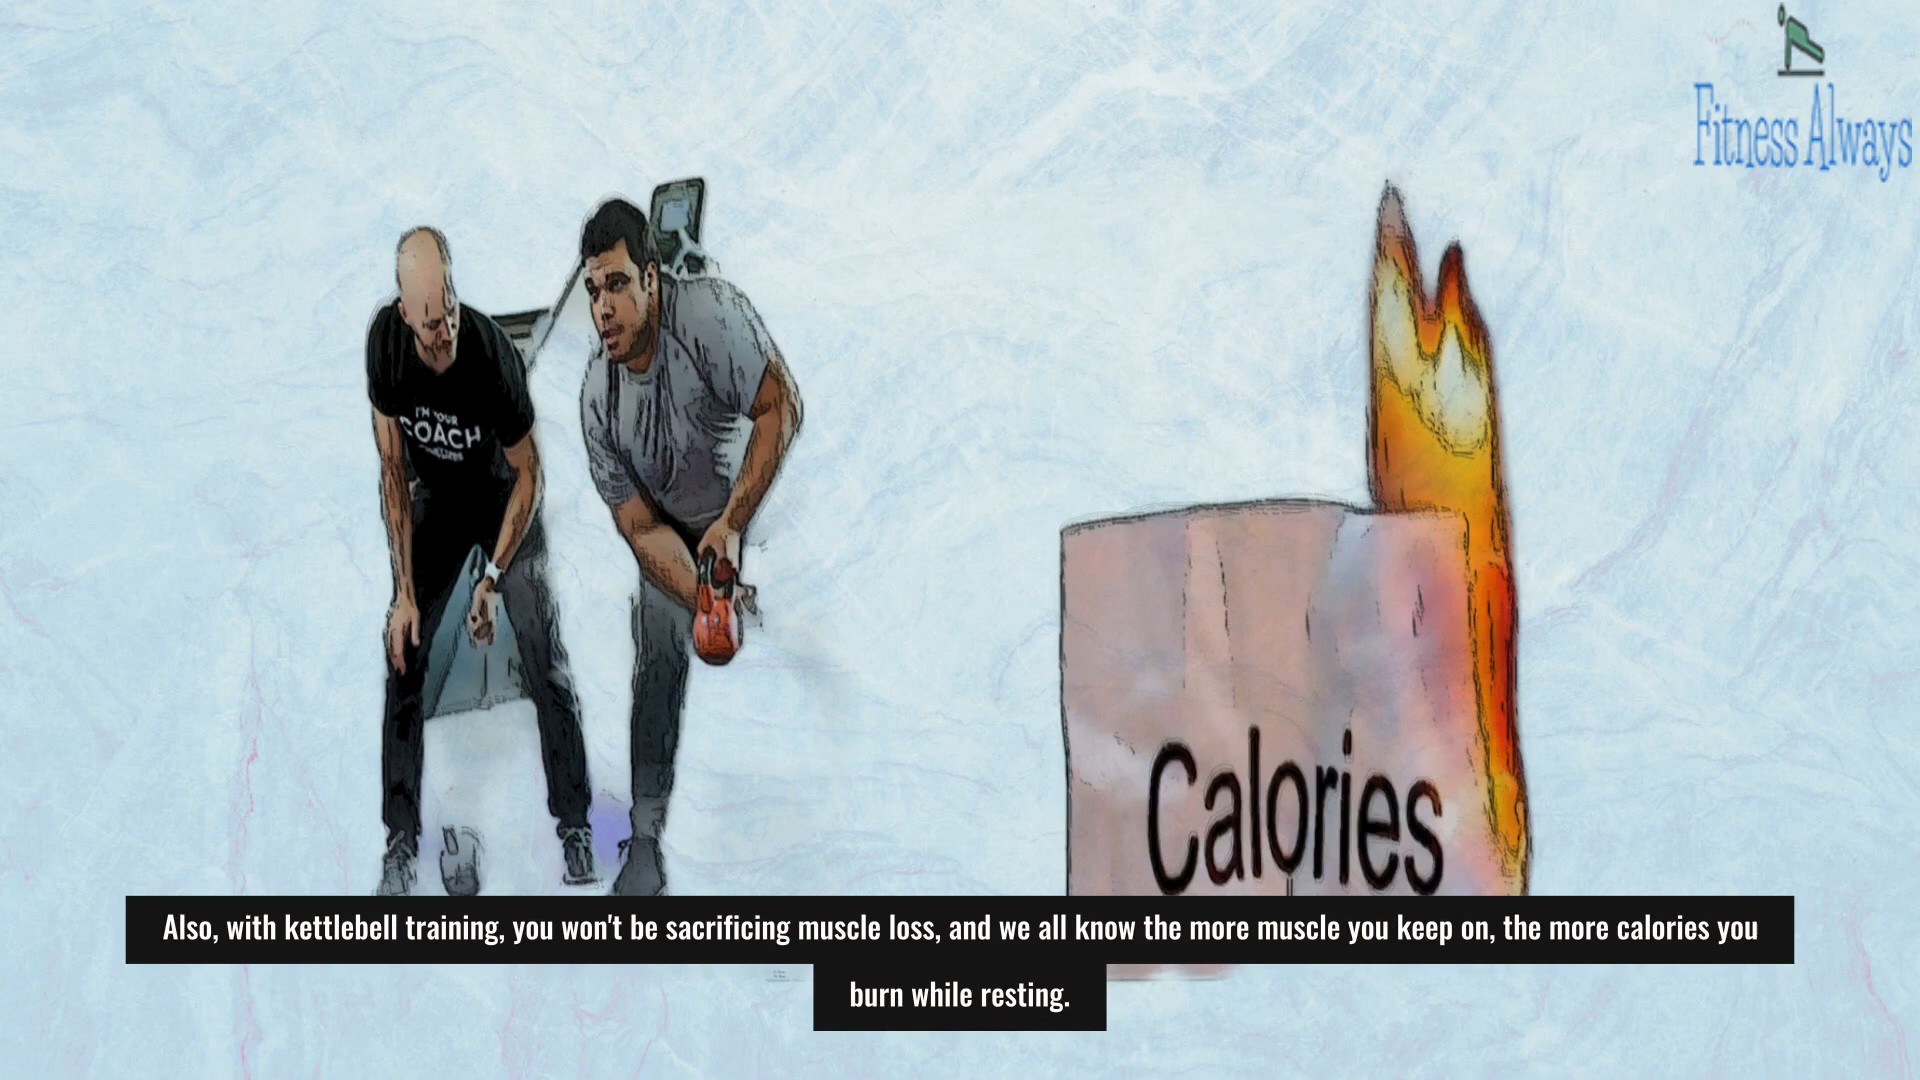 Fitness Always
I'M YOUR
COACH
Calories
Also, with kettlebell training, you won't be sacrificing muscle loss, and we all know the more muscle you keep on, the more calories you
burn while resting.